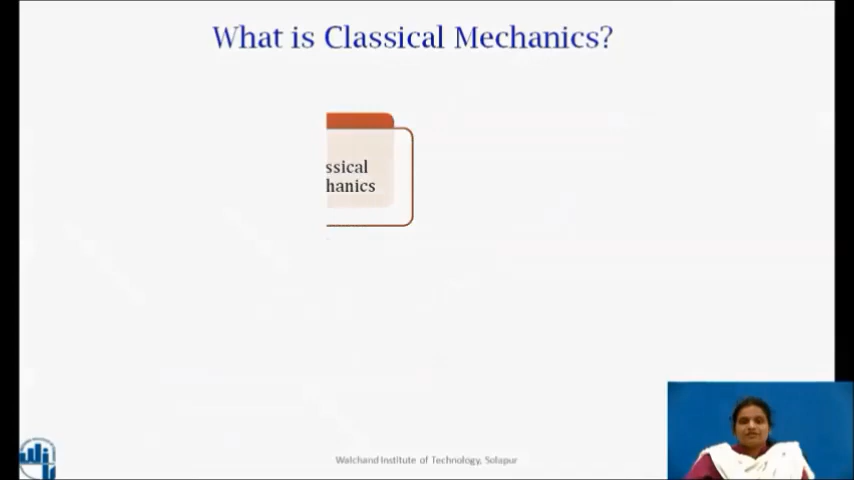 What is Classical Mechanics?
ssical
hanics
Walchand Institute of Technology, Solapur